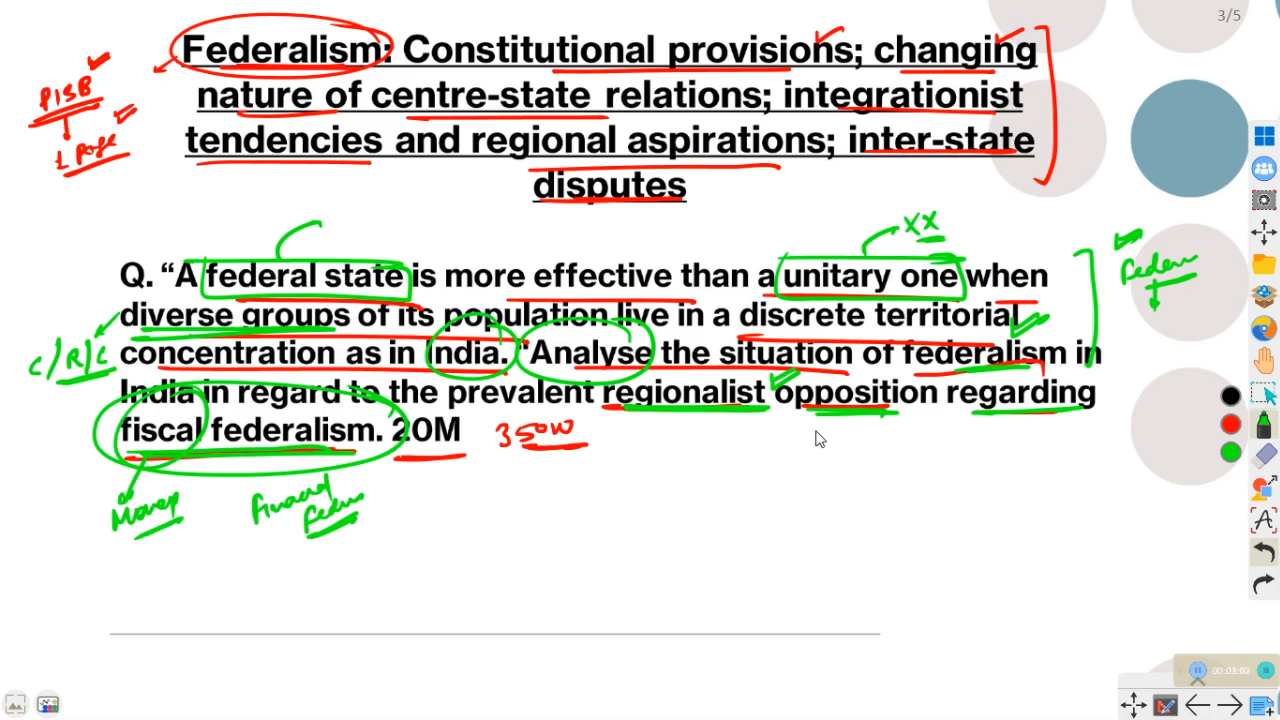 3/5
Federalism: Constitutional provisions; changing
nature of centre-state relations; integrationist
tendencies and regional aspirations; inter-state
disputes
PISB
1 Page
XX
Q. “A federal state is more effective than a unitary one when
diverse groups of its population live in a discrete territorial
concentration as in India. “Analyse the situation of federalism in
India in regard to the prevalent regionalist opposition regarding
fiscal federalism. 20M
C/R/C
350W
Money
Financial
00:03:02